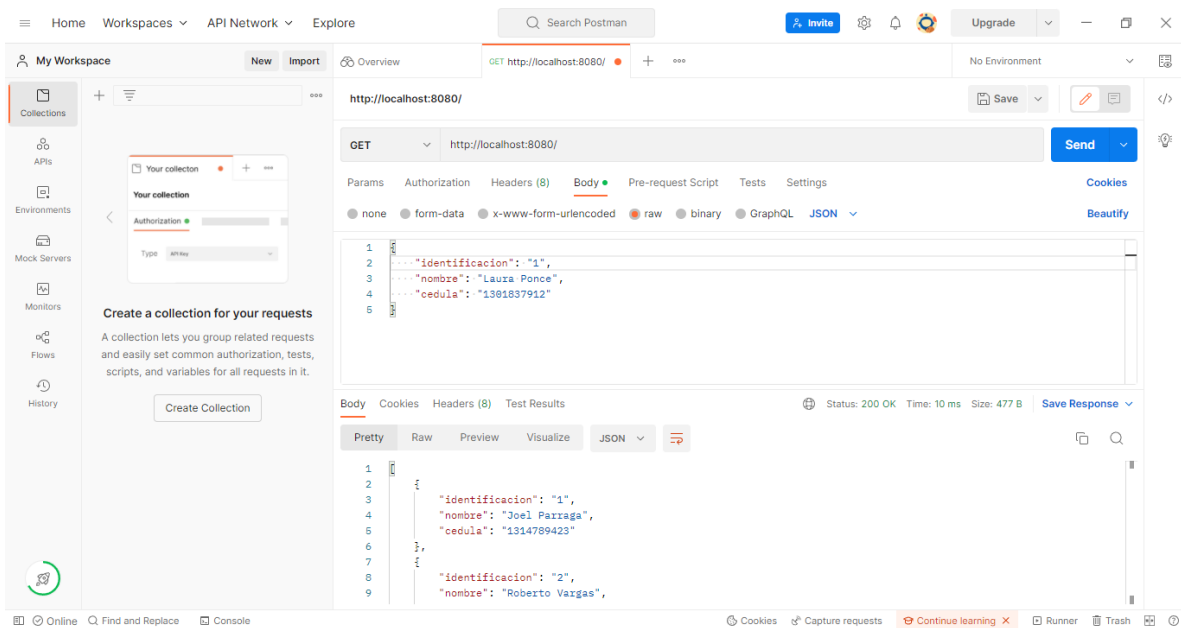 Home Workspaces API Network Explore Search Postman Invite Upgrade
My Workspace New Import Overview GET http://localhost:8080/ No Environment
Collections
APIs
Environments
Mock Servers
Monitors
Flows
History
Your collecton
Your collection
Authorization
Type API Key
Create a collection for your requests
A collection lets you group related requests
and easily set common authorization, tests,
scripts, and variables for all requests in it.
Create Collection
http://localhost:8080/ Save
GET http://localhost:8080/ Send
Params Authorization Headers (8) Body Pre-request Script Tests Settings Cookies
none form-data x-www-form-urlencoded raw binary GraphQL JSON Beautify
1 {
2 "identificacion": "1",
3 "nombre": "Laura Ponce",
4 "cedula": "1301837912"
5 }
Body Cookies Headers (8) Test Results Status: 200 OK Time: 10 ms Size: 477 B Save Response
Pretty Raw Preview Visualize JSON
1 [
2 {
3 "identificacion": "1",
4 "nombre": "Joel Parraga",
5 "cedula": "1314789423"
6 },
7 {
8 "identificacion": "2",
9 "nombre": "Roberto Vargas",
Online Find and Replace Console Cookies Capture requests Continue learning Runner Trash